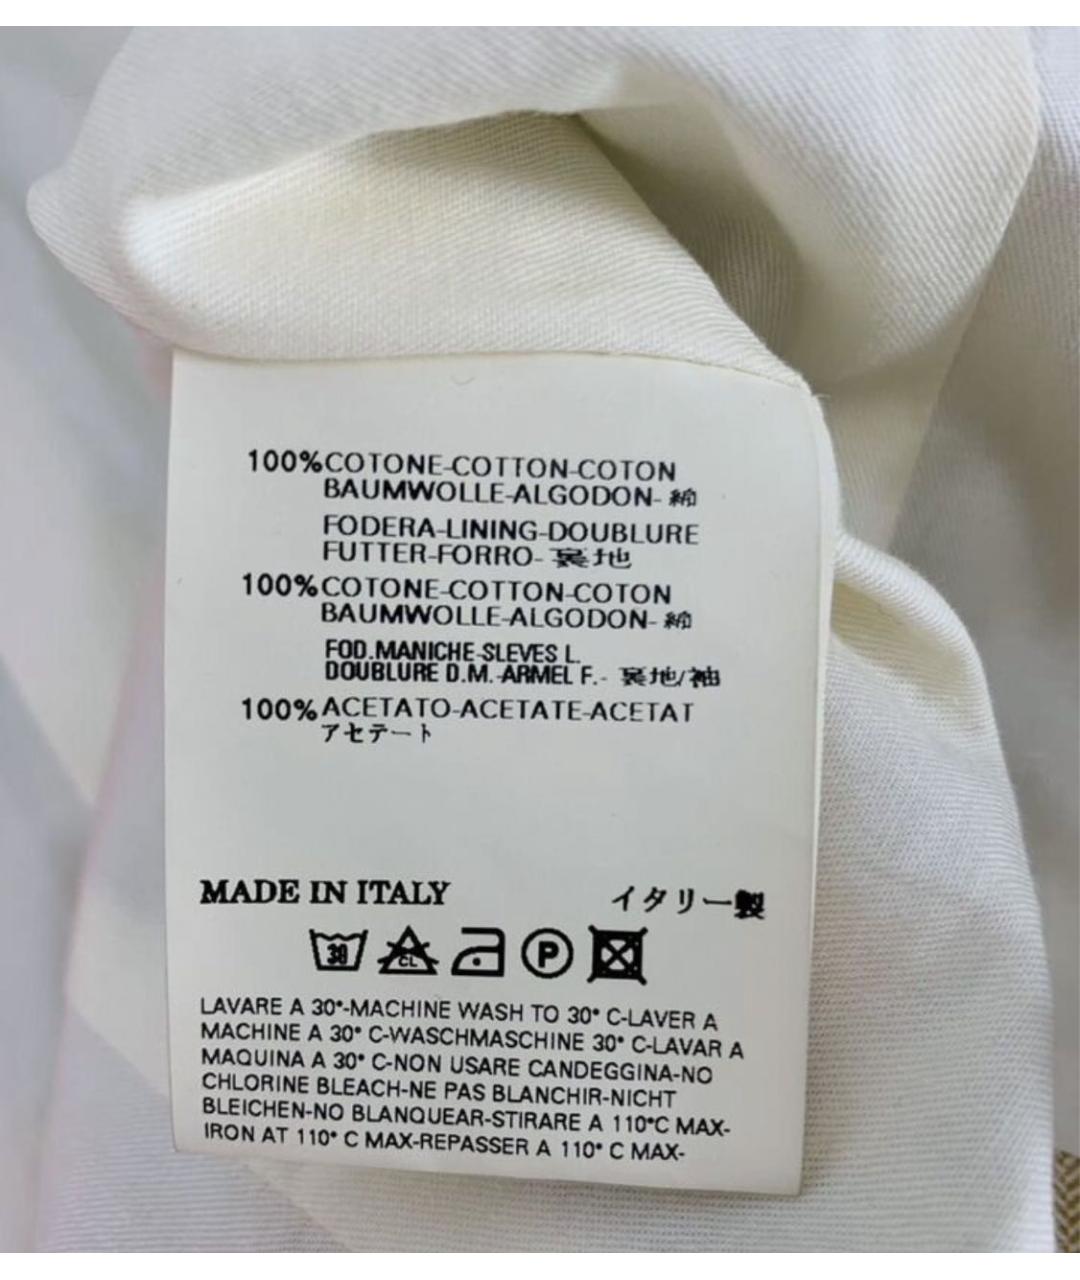 100% COTONE-COTTON-COTON
BAUMWOLLE-ALGODON- 綿
FODERA-LINING-DOUBLURE
FUTTER-FORRO- 裏地
100% COTONE-COTTON-COTON
BAUMWOLLE-ALGODON- 綿
FOD.MANICHE-SLEVES L.
DOUBLURE D.M.-ARMEL F.- 裏地/袖
100% ACETATO-ACETATE-ACETAT
アセテート
MADE IN ITALY イタリー製
30 CL P
LAVARE A 30°-MACHINE WASH TO 30° C-LAVER A
MACHINE A 30° C-WASCHMASCHINE 30° C-LAVAR A
MAQUINA A 30° C-NON USARE CANDEGGINA-NO
CHLORINE BLEACH-NE PAS BLANCHIR-NICHT
BLEICHEN-NO BLANQUEAR-STIRARE A 110°C MAX-
IRON AT 110° C MAX-REPASSER A 110° C MAX-